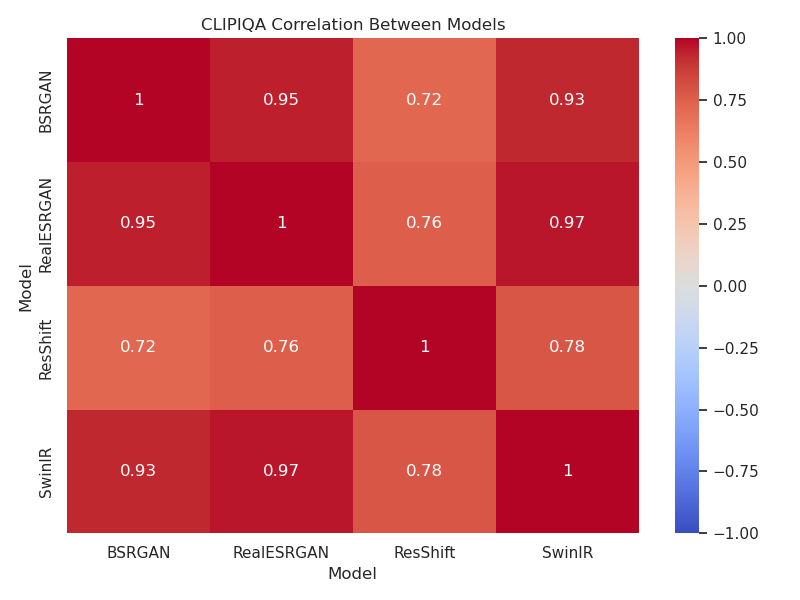 CLIPIQA Correlation Between Models
Model
BSRGAN
1
0.95
0.72
0.93
RealESRGAN
0.95
1
0.76
0.97
ResShift
0.72
0.76
1
0.78
SwinIR
0.93
0.97
0.78
1
BSRGAN
RealESRGAN
ResShift
SwinIR
Model
1.00
0.75
0.50
0.25
0.00
−0.25
−0.50
−0.75
−1.00